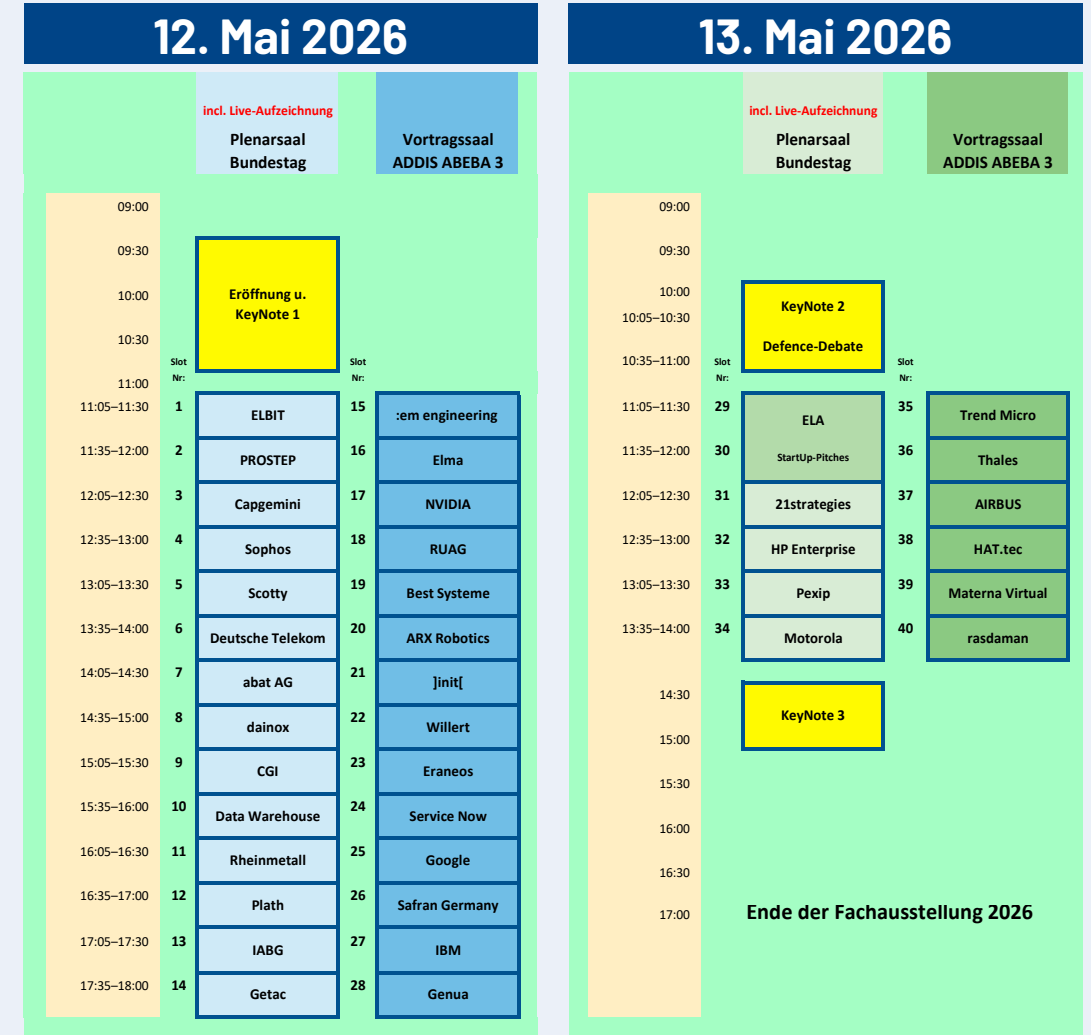 12. Mai 2026
incl. Live-Aufzeichnung
Plenarsaal
Bundestag
Vortragssaal
ADDIS ABEBA 3
09:00
09:30
10:00
10:30
11:00
Eröffnung u.
KeyNote 1
Slot
Nr:
Slot
Nr:
11:05–11:30 1 ELBIT 15 :em engineering
11:35–12:00 2 PROSTEP 16 Elma
12:05–12:30 3 Capgemini 17 NVIDIA
12:35–13:00 4 Sophos 18 RUAG
13:05–13:30 5 Scotty 19 Best Systeme
13:35–14:00 6 Deutsche Telekom 20 ARX Robotics
14:05–14:30 7 abat AG 21 ]init[
14:35–15:00 8 dainox 22 Willert
15:05–15:30 9 CGI 23 Eraneos
15:35–16:00 10 Data Warehouse 24 Service Now
16:05–16:30 11 Rheinmetall 25 Google
16:35–17:00 12 Plath 26 Safran Germany
17:05–17:30 13 IABG 27 IBM
17:35–18:00 14 Getac 28 Genua
13. Mai 2026
incl. Live-Aufzeichnung
Plenarsaal
Bundestag
Vortragssaal
ADDIS ABEBA 3
09:00
09:30
10:00
10:05–10:30
10:35–11:00
KeyNote 2
Defence-Debate
Slot
Nr:
Slot
Nr:
11:05–11:30 29 ELA 35 Trend Micro
11:35–12:00 30 StartUp-Pitches 36 Thales
12:05–12:30 31 21strategies 37 AIRBUS
12:35–13:00 32 HP Enterprise 38 HAT.tec
13:05–13:30 33 Pexip 39 Materna Virtual
13:35–14:00 34 Motorola 40 rasdaman
14:30
KeyNote 3
15:00
15:30
16:00
16:30
17:00 Ende der Fachausstellung 2026